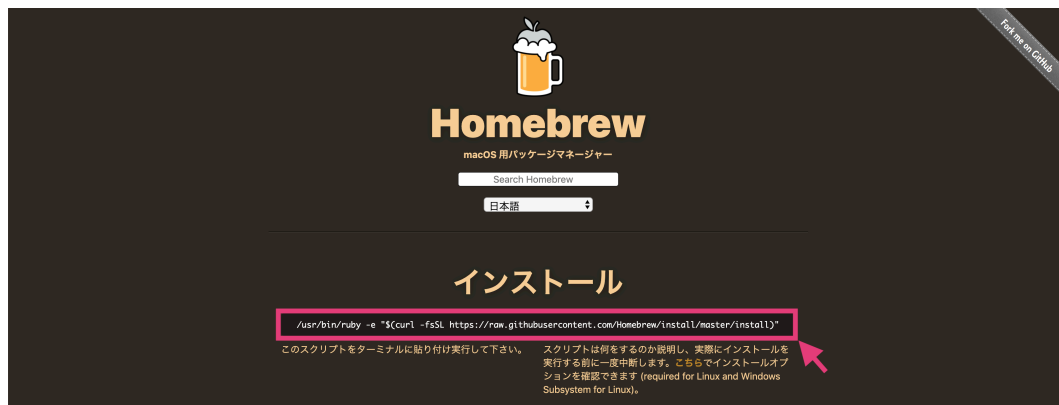 Fork me on GitHub
Homebrew
macOS 用パッケージマネージャー
Search Homebrew
日本語
インストール
/usr/bin/ruby -e "$(curl -fsSL https://raw.githubusercontent.com/Homebrew/install/master/install)"
このスクリプトをターミナルに貼り付け実行して下さい。
スクリプトは何をするのか説明し、実際にインストールを
実行する前に一度中断します。こちらでインストールオプ
ションを確認できます (required for Linux and Windows
Subsystem for Linux)。